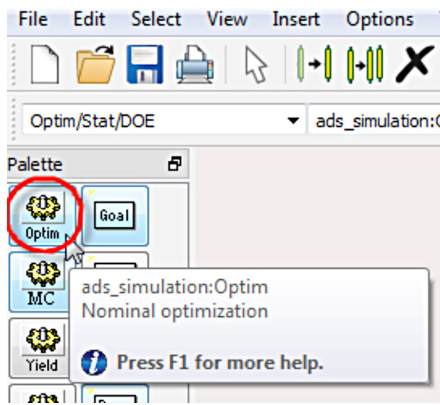 File Edit Select View Insert Options
Optim/Stat/DOE ads_simulation:
Palette
Optim Goal
MC
ads_simulation:Optim
Nominal optimization
Yield
Press F1 for more help.